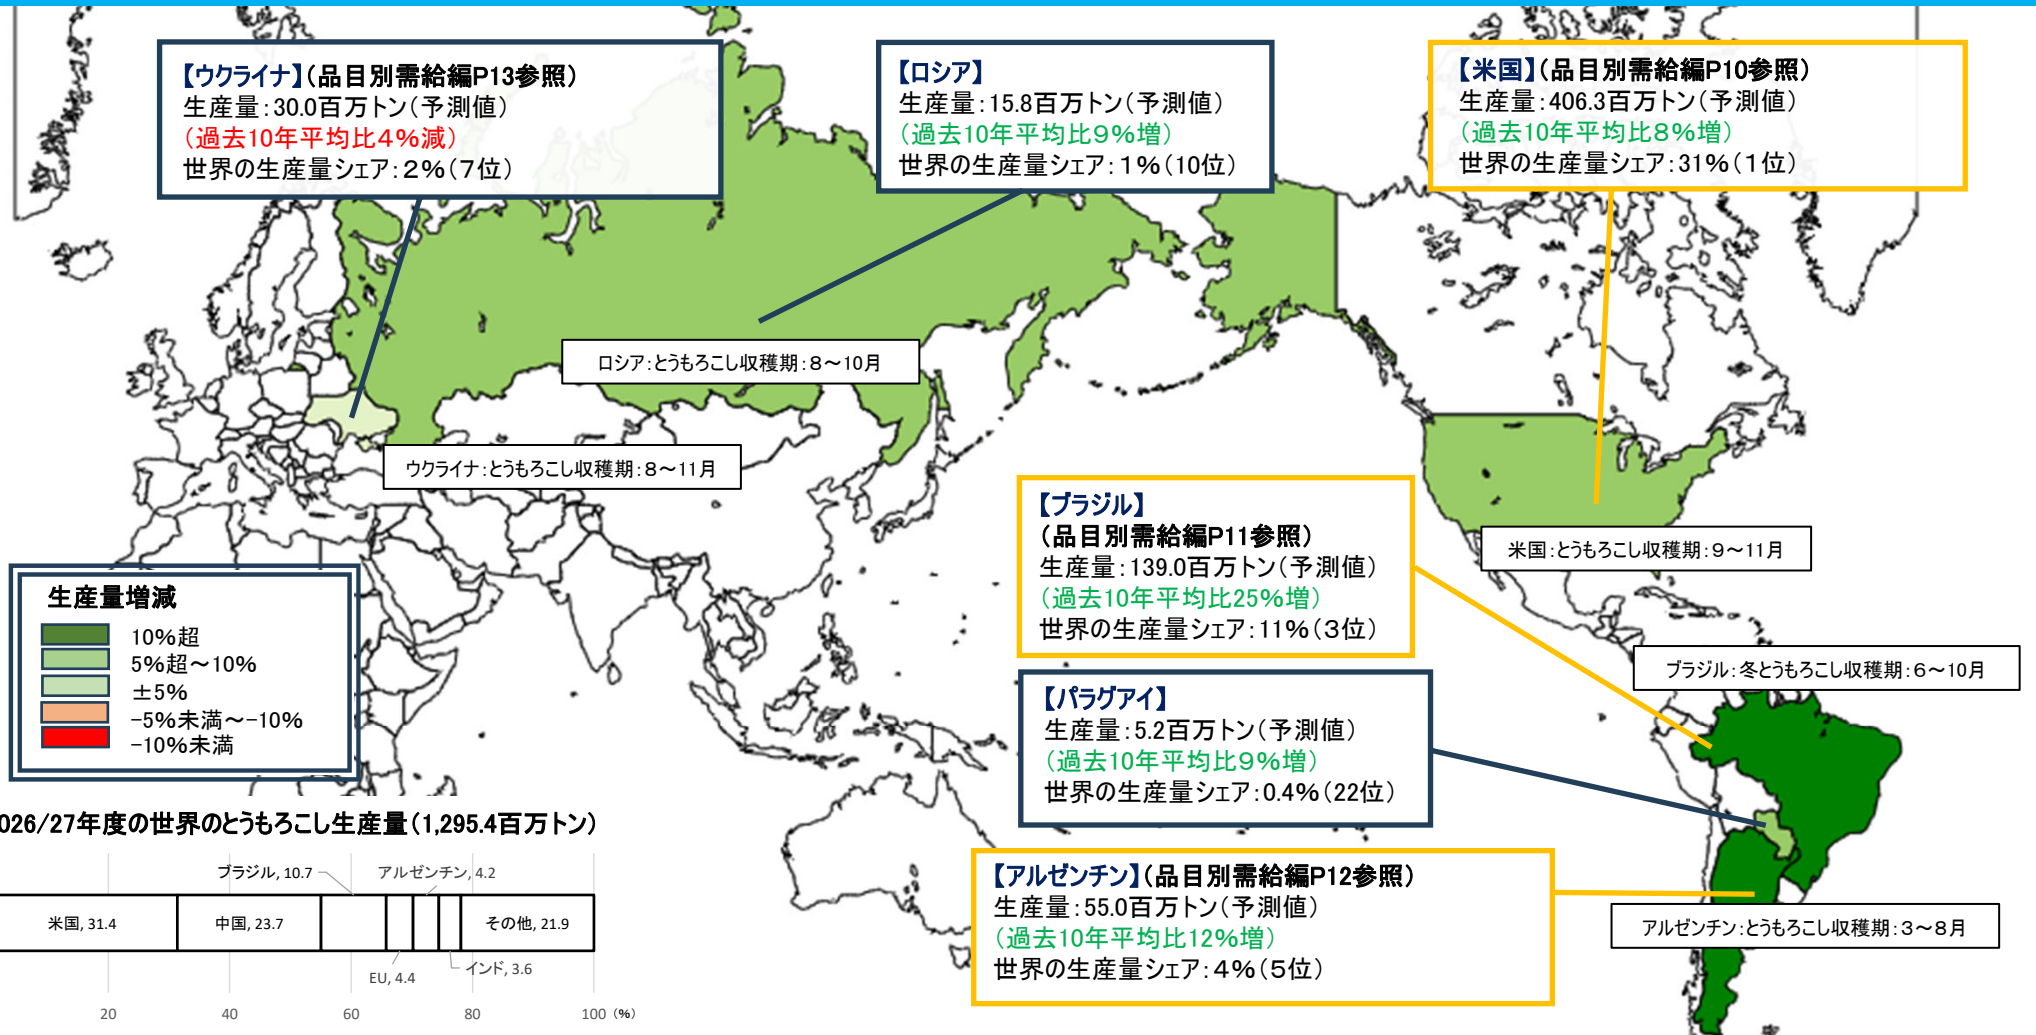 【ウクライナ】(品目別需給編P13参照)
生産量:30.0百万トン(予測値)
(過去10年平均比4%減)
世界の生産量シェア:2%(7位)
【ロシア】
生産量:15.8百万トン(予測値)
(過去10年平均比9%増)
世界の生産量シェア:1%(10位)
【米国】(品目別需給編P10参照)
生産量:406.3百万トン(予測値)
(過去10年平均比8%増)
世界の生産量シェア:31%(1位)
ロシア:とうもろこし収穫期:8～10月
ウクライナ:とうもろこし収穫期:8～11月
【ブラジル】
(品目別需給編P11参照)
生産量:139.0百万トン(予測値)
(過去10年平均比25%増)
世界の生産量シェア:11%(3位)
米国:とうもろこし収穫期:9～11月
生産量増減
10%超
5%超～10%
±5%
-5%未満～-10%
-10%未満
ブラジル:冬とうもろこし収穫期:6～10月
【パラグアイ】
生産量:5.2百万トン(予測値)
(過去10年平均比9%増)
世界の生産量シェア:0.4%(22位)
026/27年度の世界のとうもろこし生産量(1,295.4百万トン)
ブラジル, 10.7
アルゼンチン, 4.2
米国, 31.4
中国, 23.7
その他, 21.9
EU, 4.4
インド, 3.6
20 40 60 80 100 (%)
【アルゼンチン】(品目別需給編P12参照)
生産量:55.0百万トン(予測値)
(過去10年平均比12%増)
世界の生産量シェア:4%(5位)
アルゼンチン:とうもろこし収穫期:3～8月